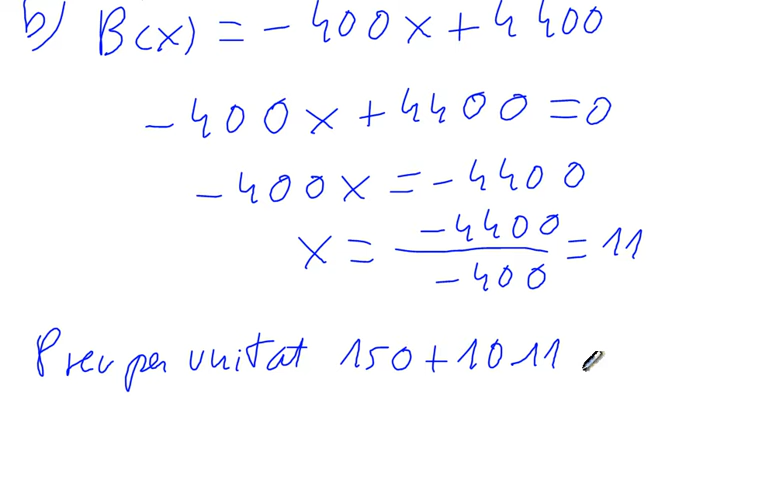 b) B(x) = -400x + 4400
-400x + 4400 = 0
-400x = -4400
x = -4400 / -400 = 11
Preu per unitat 150 + 10·11